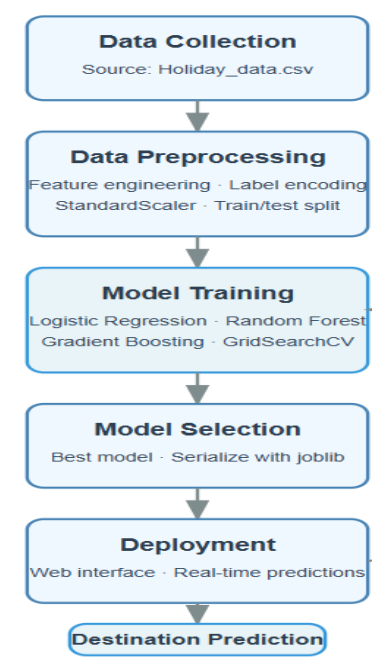 Data Collection
Source: Holiday_data.csv
Data Preprocessing
Feature engineering · Label encoding
StandardScaler · Train/test split
Model Training
Logistic Regression · Random Forest
Gradient Boosting · GridSearchCV
Model Selection
Best model · Serialize with joblib
Deployment
Web interface · Real-time predictions
Destination Prediction